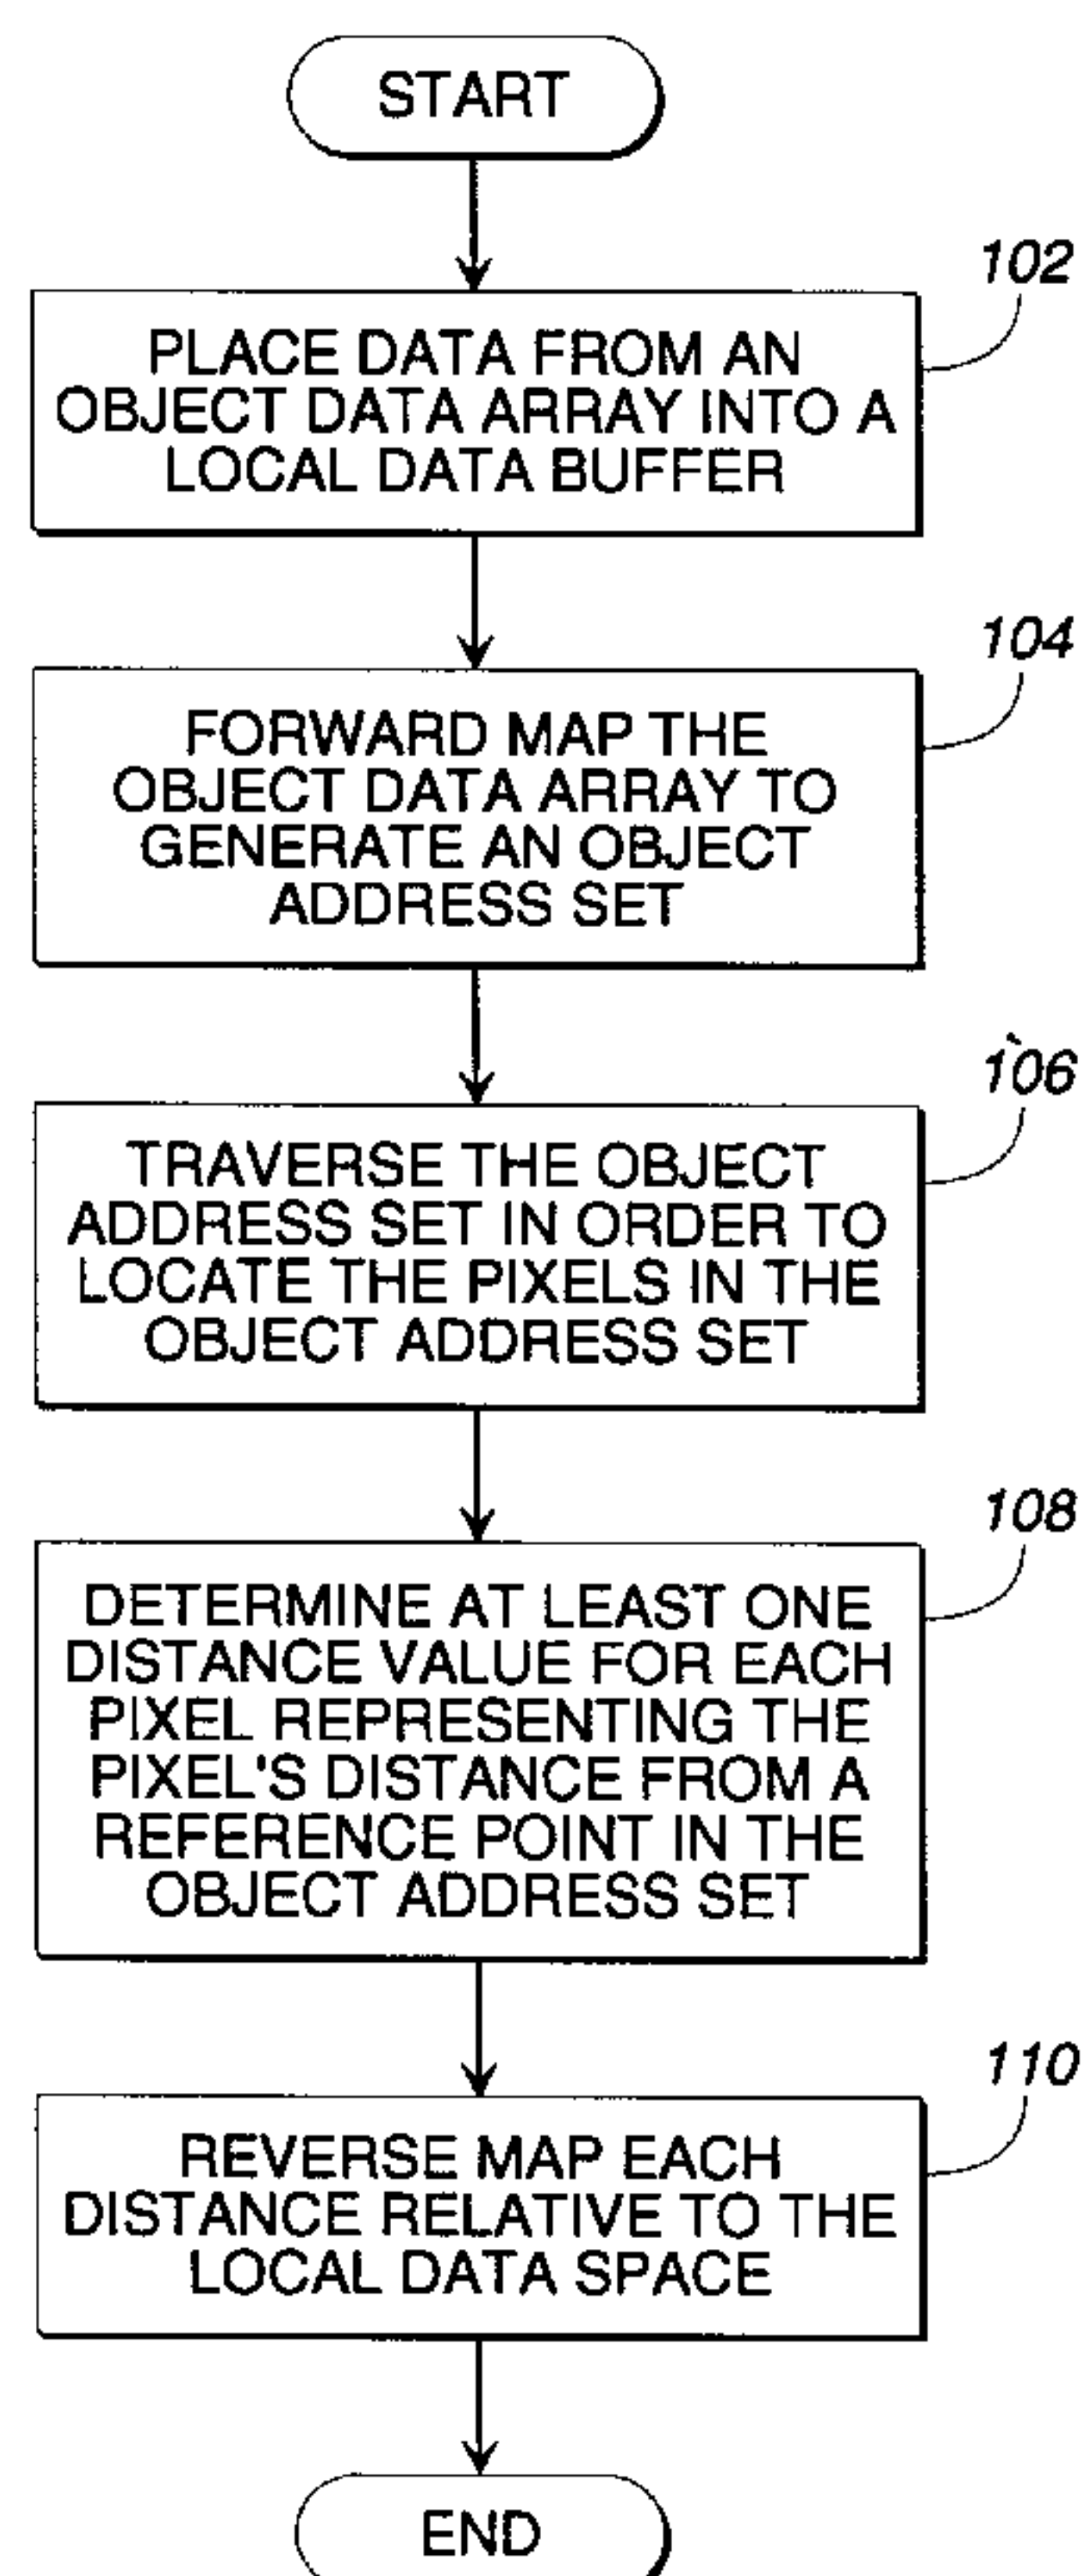 START
102
PLACE DATA FROM AN
OBJECT DATA ARRAY INTO A
LOCAL DATA BUFFER
104
FORWARD MAP THE
OBJECT DATA ARRAY TO
GENERATE AN OBJECT
ADDRESS SET
106
TRAVERSE THE OBJECT
ADDRESS SET IN ORDER TO
LOCATE THE PIXELS IN THE
OBJECT ADDRESS SET
108
DETERMINE AT LEAST ONE
DISTANCE VALUE FOR EACH
PIXEL REPRESENTING THE
PIXEL'S DISTANCE FROM A
REFERENCE POINT IN THE
OBJECT ADDRESS SET
110
REVERSE MAP EACH
DISTANCE RELATIVE TO THE
LOCAL DATA SPACE
END